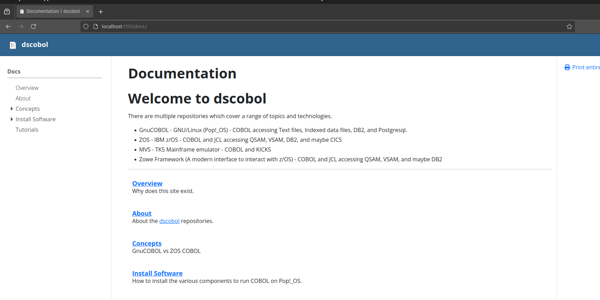 Documentation | dscobol
localhost:1313/docs/
dscobol
Docs
Overview
About
Concepts
Install Software
Tutorials
Documentation
Welcome to dscobol
There are multiple repositories which cover a range of topics and technologies.
GnuCOBOL - GNU/Linux (Pop!_OS) - COBOL accessing Text files, Indexed data files, DB2, and Postgresql.
ZOS - IBM z/OS - COBOL and JCL accessing QSAM, VSAM, DB2, and maybe CICS
MVS - TK5 Mainframe emulator - COBOL and KICKS
Zowe Framework (A modern interface to interact with z/OS) - COBOL and JCL accessing QSAM, VSAM, and maybe DB2
Overview
Why does this site exist.
About
About the dscobol repositories.
Concepts
GnuCOBOL vs ZOS COBOL
Install Software
How to install the various components to run COBOL on Pop!_OS.
Print entire